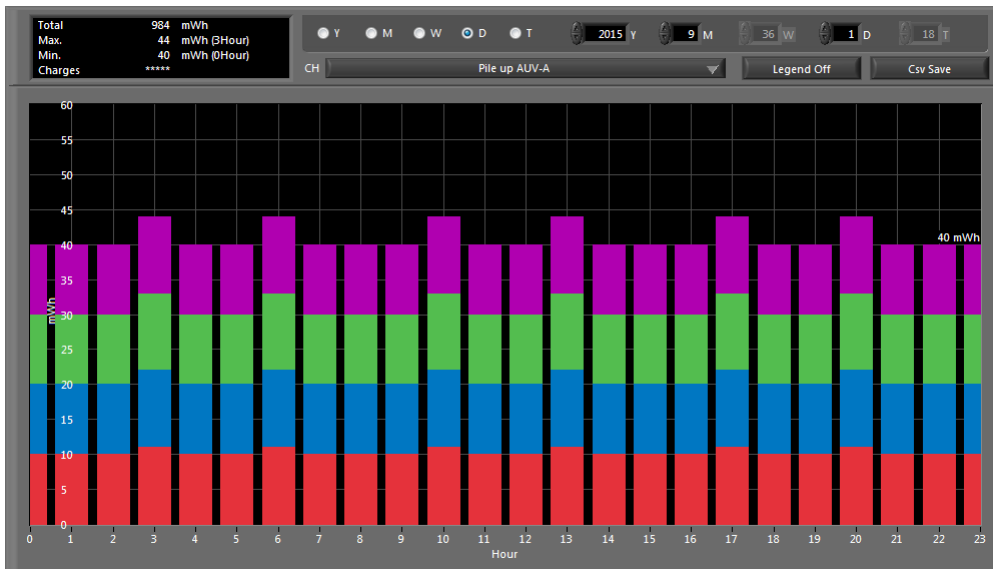 Total 984 mWh
Max. 44 mWh (3Hour)
Min. 40 mWh (0Hour)
Charges *****
Y M W D T 2015 Y 9 M 36 W 1 D 18 T
CH Pile up AUV-A Legend Off Csv Save
60
55
50
45
40
40 mWh
35
mWh
30
25
20
15
10
5
0
0 1 2 3 4 5 6 7 8 9 10 11 12 13 14 15 16 17 18 19 20 21 22 23
Hour